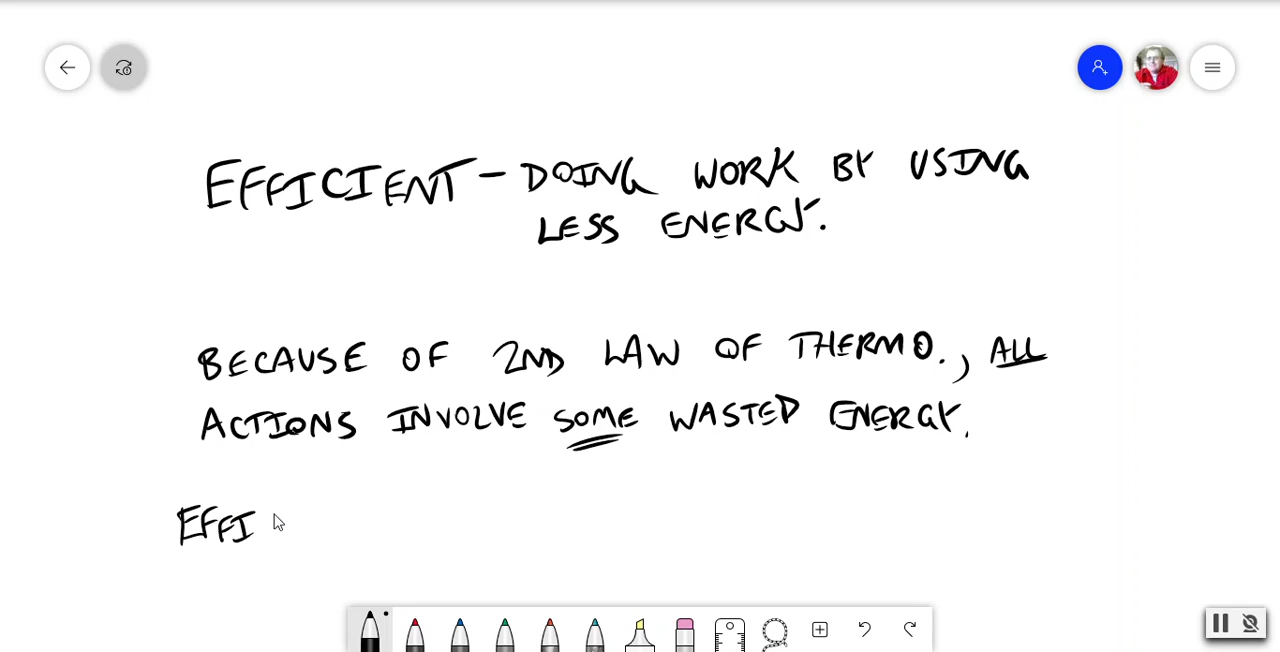 EFFICIENT - DOING WORK BY USING
LESS ENERGY.
BECAUSE OF 2ND LAW OF THERMO., ALL
ACTIONS INVOLVE SOME WASTED ENERGY.
EFFI